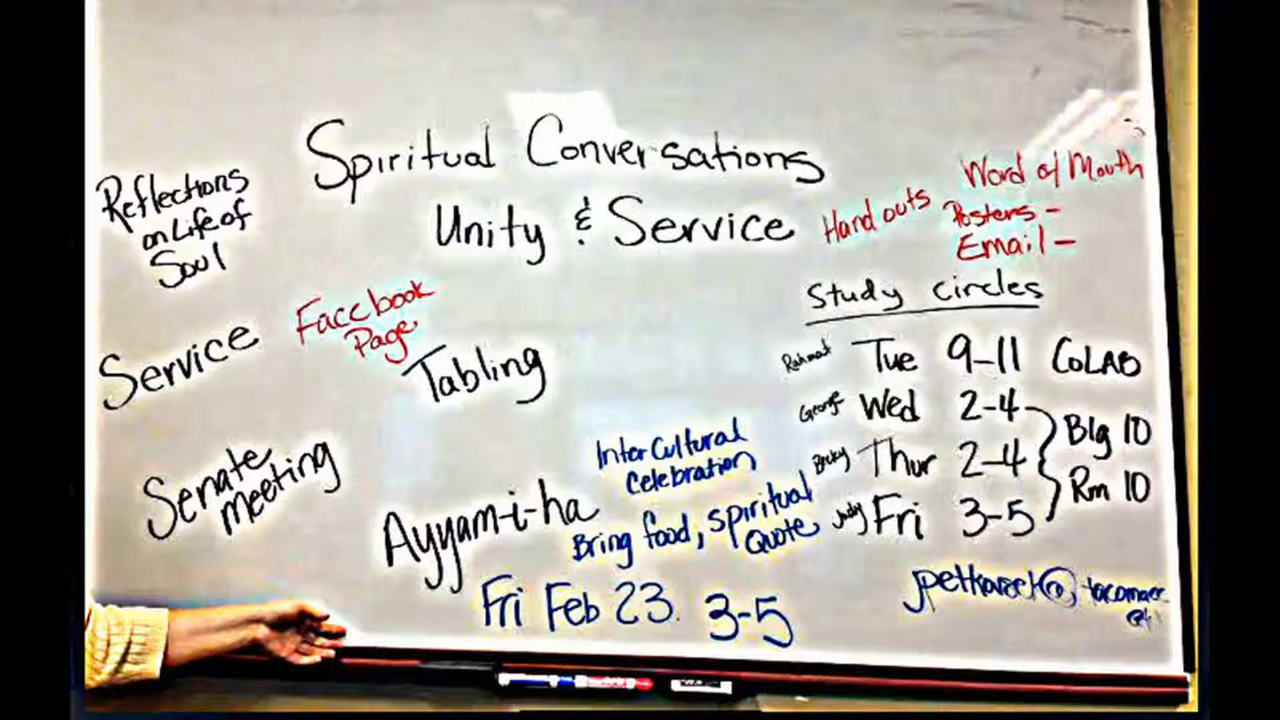 Spiritual Conversations
Unity & Service
Reflections
on Life of
Soul
Hand outs
Word of Mouth
Posters -
Email -
Facebook
Page
Service
Tabling
Senate
meeting
Study circles
Rahmat Tue 9-11 CoLAB
George Wed 2-4
Becky Thur 2-4
Judy Fri 3-5
Blg 10
Rm 10
Ayyam-i-ha
InterCultural
Celebration
Bring food, Spiritual
Quote
Fri Feb 23. 3-5